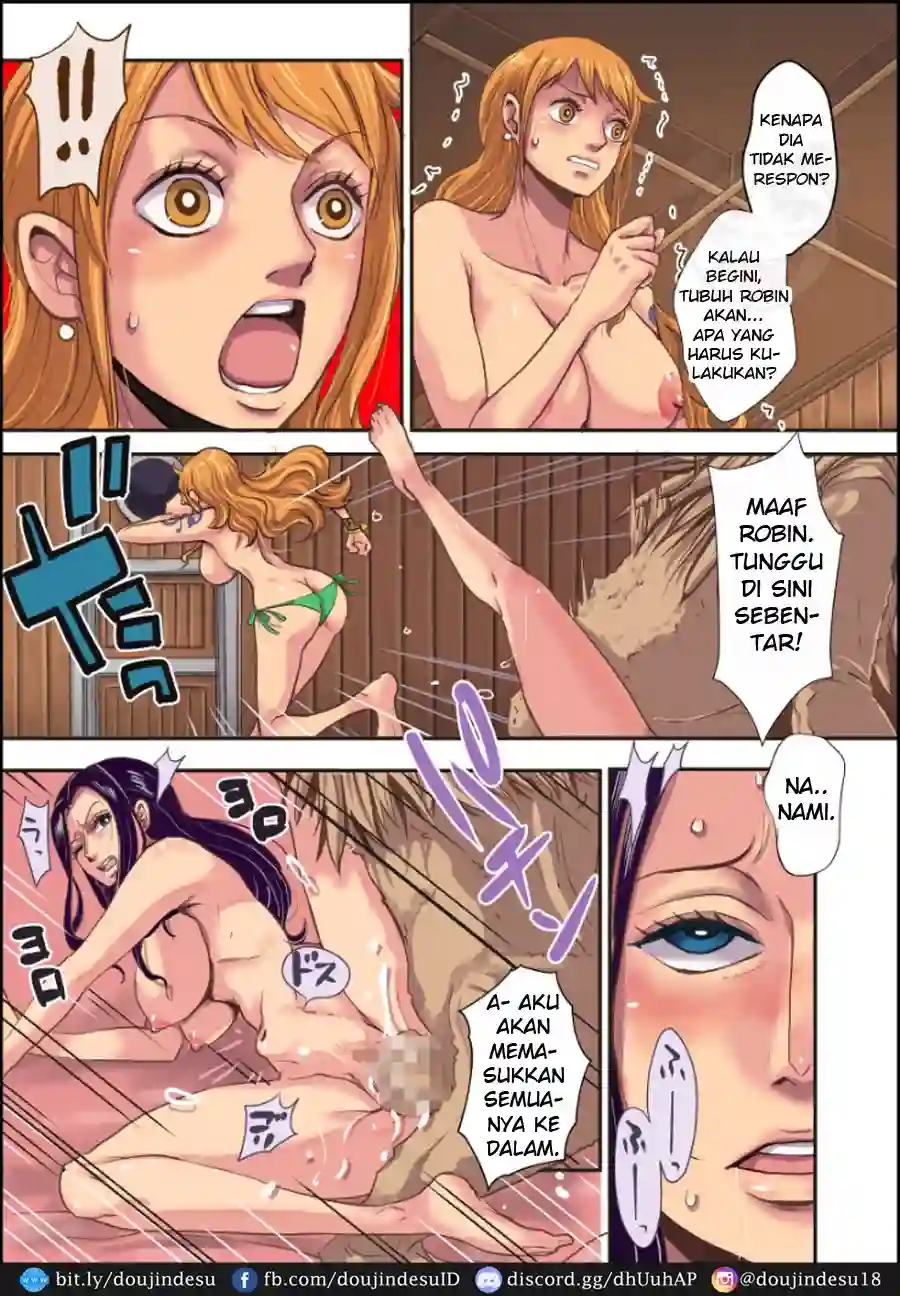 !!
KENAPA
DIA
TIDAK ME-
RESPON?
KALAU
BEGINI,
TUBUH ROBIN
AKAN...
APA YANG
HARUS KU-
LAKUKAN?
MAAF
ROBIN.
TUNGGU
DI SINI
SEBEN-
TAR!
NA..
NAMI.
う、
ヨロ
ヨロ
ドス
A- AKU
AKAN
MEMA-
SUKKAN
SEMUA-
NYA KE
DALAM.
ふー
ふー
bit.ly/doujindesu
fb.com/doujindesuID
discord.gg/dhUuhAP
@doujindesu18